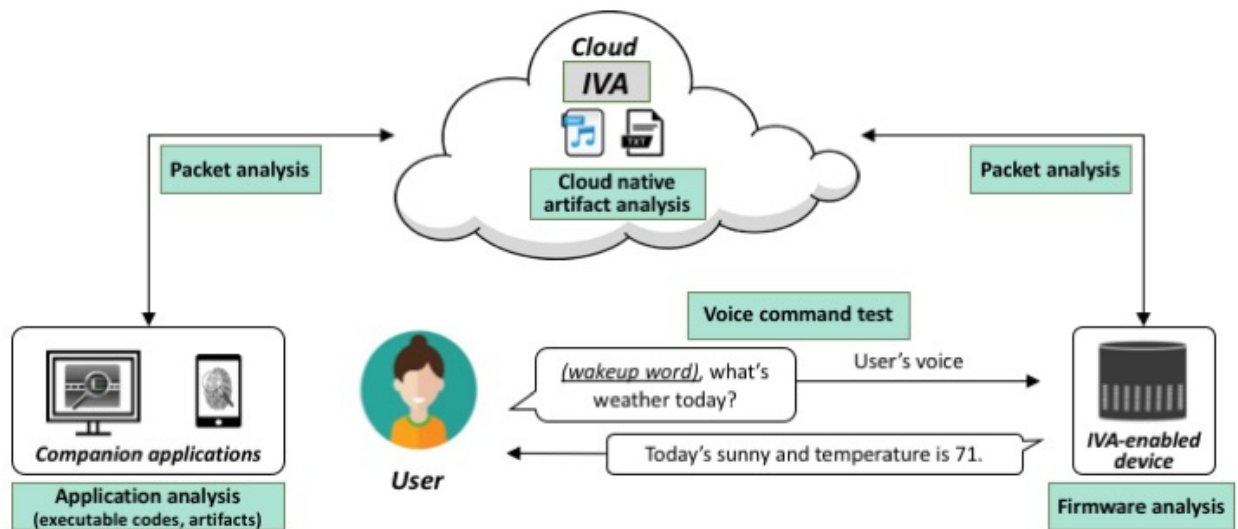 Cloud
IVA
TXT
Cloud native
artifact analysis
Packet analysis
Packet analysis
Voice command test
(wakeup word), what's
weather today?
User's voice
Today's sunny and temperature is 71.
User
Companion applications
Application analysis
(executable codes, artifacts)
IVA-enabled
device
Firmware analysis